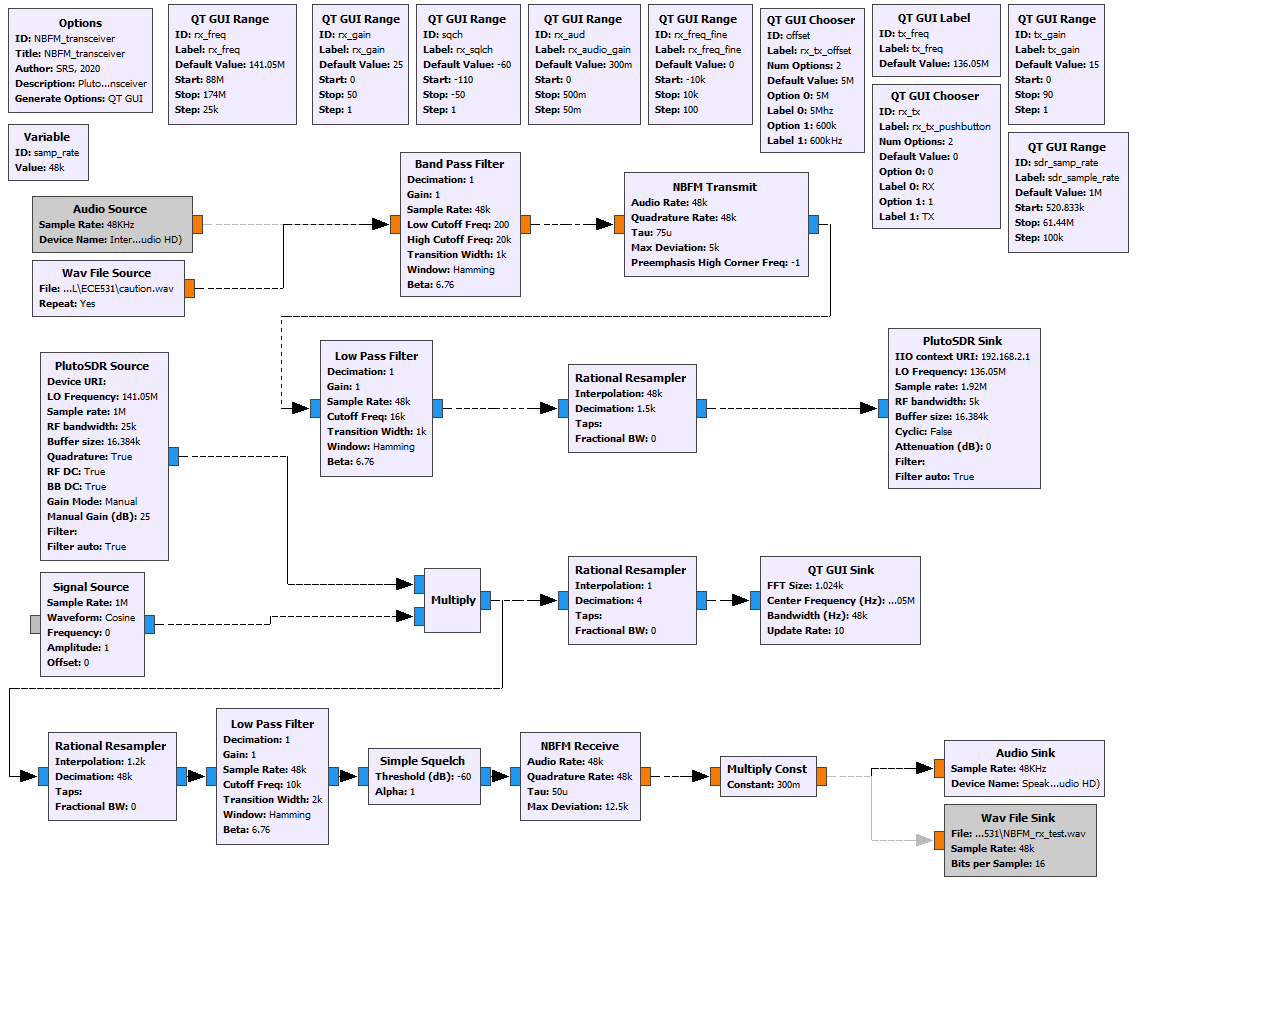 Options
ID: NBFM_transceiver
Title: NBFM_transceiver
Author: SRS, 2020
Description: Pluto...nsceiver
Generate Options: QT GUI
QT GUI Range
ID: rx_freq
Label: rx_freq
Default Value: 141.05M
Start: 88M
Stop: 174M
Step: 25k
QT GUI Range
ID: rx_gain
Label: rx_gain
Default Value: 25
Start: 0
Stop: 50
Step: 1
QT GUI Range
ID: sqch
Label: rx_sqlch
Default Value: -60
Start: -110
Stop: -50
Step: 1
QT GUI Range
ID: rx_aud
Label: rx_audio_gain
Default Value: 300m
Start: 0
Stop: 500m
Step: 50m
QT GUI Range
ID: rx_freq_fine
Label: rx_freq_fine
Default Value: 0
Start: -10k
Stop: 10k
Step: 100
QT GUI Chooser
ID: offset
Label: rx_tx_offset
Num Options: 2
Default Value: 5M
Option 0: 5M
Label 0: 5Mhz
Option 1: 600k
Label 1: 600kHz
QT GUI Label
ID: tx_freq
Label: tx_freq
Default Value: 136.05M
QT GUI Range
ID: tx_gain
Label: tx_gain
Default Value: 15
Start: 0
Stop: 90
Step: 1
QT GUI Chooser
ID: rx_tx
Label: rx_tx_pushbutton
Num Options: 2
Default Value: 0
Option 0: 0
Label 0: RX
Option 1: 1
Label 1: TX
QT GUI Range
ID: sdr_samp_rate
Label: sdr_sample_rate
Default Value: 1M
Start: 520.833k
Stop: 61.44M
Step: 100k
Variable
ID: samp_rate
Value: 48k
Audio Source
Sample Rate: 48KHz
Device Name: Inter...udio HD)
Wav File Source
File: ...L\ECE531\caution.wav
Repeat: Yes
Band Pass Filter
Decimation: 1
Gain: 1
Sample Rate: 48k
Low Cutoff Freq: 200
High Cutoff Freq: 20k
Transition Width: 1k
Window: Hamming
Beta: 6.76
NBFM Transmit
Audio Rate: 48k
Quadrature Rate: 48k
Tau: 75u
Max Deviation: 5k
Preemphasis High Corner Freq: -1
PlutoSDR Source
Device URI:
LO Frequency: 141.05M
Sample rate: 1M
RF bandwidth: 25k
Buffer size: 16.384k
Quadrature: True
RF DC: True
BB DC: True
Gain Mode: Manual
Manual Gain (dB): 25
Filter:
Filter auto: True
Low Pass Filter
Decimation: 1
Gain: 1
Sample Rate: 48k
Cutoff Freq: 16k
Transition Width: 1k
Window: Hamming
Beta: 6.76
Rational Resampler
Interpolation: 48k
Decimation: 1.5k
Taps:
Fractional BW: 0
PlutoSDR Sink
IIO context URI: 192.168.2.1
LO Frequency: 136.05M
Sample rate: 1.92M
RF bandwidth: 5k
Buffer size: 16.384k
Cyclic: False
Attenuation (dB): 0
Filter:
Filter auto: True
Signal Source
Sample Rate: 1M
Waveform: Cosine
Frequency: 0
Amplitude: 1
Offset: 0
Multiply
Rational Resampler
Interpolation: 1
Decimation: 4
Taps:
Fractional BW: 0
QT GUI Sink
FFT Size: 1.024k
Center Frequency (Hz): ...05M
Bandwidth (Hz): 48k
Update Rate: 10
Rational Resampler
Interpolation: 1.2k
Decimation: 48k
Taps:
Fractional BW: 0
Low Pass Filter
Decimation: 1
Gain: 1
Sample Rate: 48k
Cutoff Freq: 10k
Transition Width: 2k
Window: Hamming
Beta: 6.76
Simple Squelch
Threshold (dB): -60
Alpha: 1
NBFM Receive
Audio Rate: 48k
Quadrature Rate: 48k
Tau: 50u
Max Deviation: 12.5k
Multiply Const
Constant: 300m
Audio Sink
Sample Rate: 48KHz
Device Name: Speak...udio HD)
Wav File Sink
File: ...531\NBFM_rx_test.wav
Sample Rate: 48k
Bits per Sample: 16